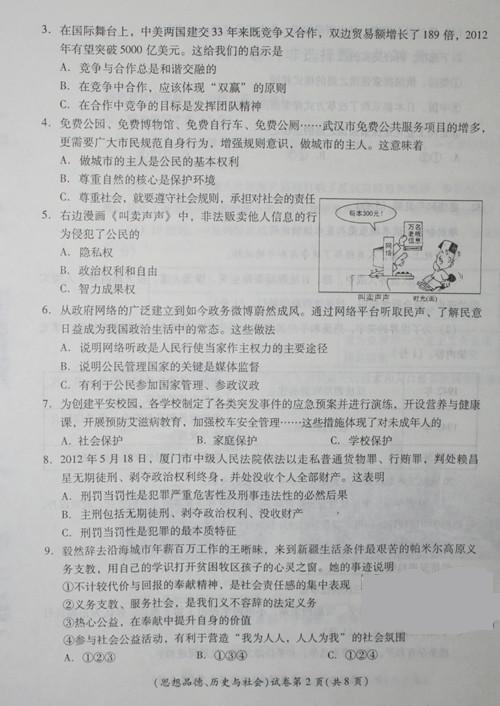 3. 在国际舞台上，中美两国建交 33 年来既竞争又合作，双边贸易额增长了 189 倍，2012
年有望突破 5000 亿美元。这给我们的启示是
A. 竞争与合作总是和谐交融的
B. 在竞争中合作，应该体现“双赢”的原则
C. 在合作中竞争的目标是发挥团队精神
4. 免费公园、免费博物馆、免费自行车、免费公厕……武汉市免费公共服务项目的增多，
更需要广大市民规范自身行为，增强规则意识，做城市的主人。这意味着
A. 做城市的主人是公民的基本权利
B. 尊重自然的核心是保护环境
C. 尊重社会，就要遵守社会规则，承担对社会的责任
5. 右边漫画《叫卖声声》中，非法贩卖他人信息的行
为侵犯了公民的
A. 隐私权
B. 政治权利和自由
C. 智力成果权
每本300元！
万名
老板
信息
网络
叫卖声声 时光(画)
6. 从政府网络的广泛建立到如今政务微博蔚然成风。通过网络平台听取民声、了解民意
日益成为我国政治生活中的常态。这些做法
A. 说明网络听政是人民行使当家作主权力的主要途径
B. 说明公民管理国家的关键是媒体监督
C. 有利于公民参加国家管理、参政议政
7. 为创建平安校园，各学校制定了各类突发事件的应急预案并进行演练，开设营养与健康
课，开展预防艾滋病教育，加强校车安全管理……这些措施体现了对未成年人的
A. 社会保护 B. 家庭保护 C. 学校保护
8. 2012 年 5 月 18 日，厦门市中级人民法院依法以走私普通货物罪、行贿罪，判处赖昌
星无期徒刑、剥夺政治权利终身，并处没收个人全部财产。这表明
A. 刑罚当罚性是犯罪严重危害性及刑事违法性的必然后果
B. 主刑包括无期徒刑、剥夺政治权利、没收财产
C. 刑罚当罚性是犯罪的最本质特征
9. 毅然辞去沿海城市年薪百万工作的王晰昧，来到新疆生活条件最艰苦的帕米尔高原义
务支教，用自己的学识打开贫困牧区孩子的心灵之窗。她的事迹说明
①不计较代价与回报的奉献精神，是社会责任感的集中表现
②义务支教、服务社会，是我们义不容辞的法定义务
③热心公益，在奉献中提升自身的价值
④参与社会公益活动，有利于营造“我为人人、人人为我”的社会氛围
A. ①②③ B. ①③④ C. ①②④
(思想品德、历史与社会)试卷第 2 页(共 8 页)